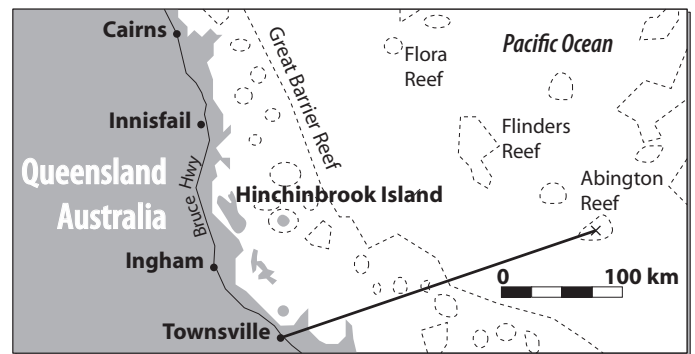 Cairns
Pacific Ocean
Flora
Reef
Great Barrier Reef
Innisfail
Flinders
Reef
Queensland
Australia
Bruce Hwy
Hinchinbrook Island
Abington
Reef
Ingham
0 100 km
Townsville